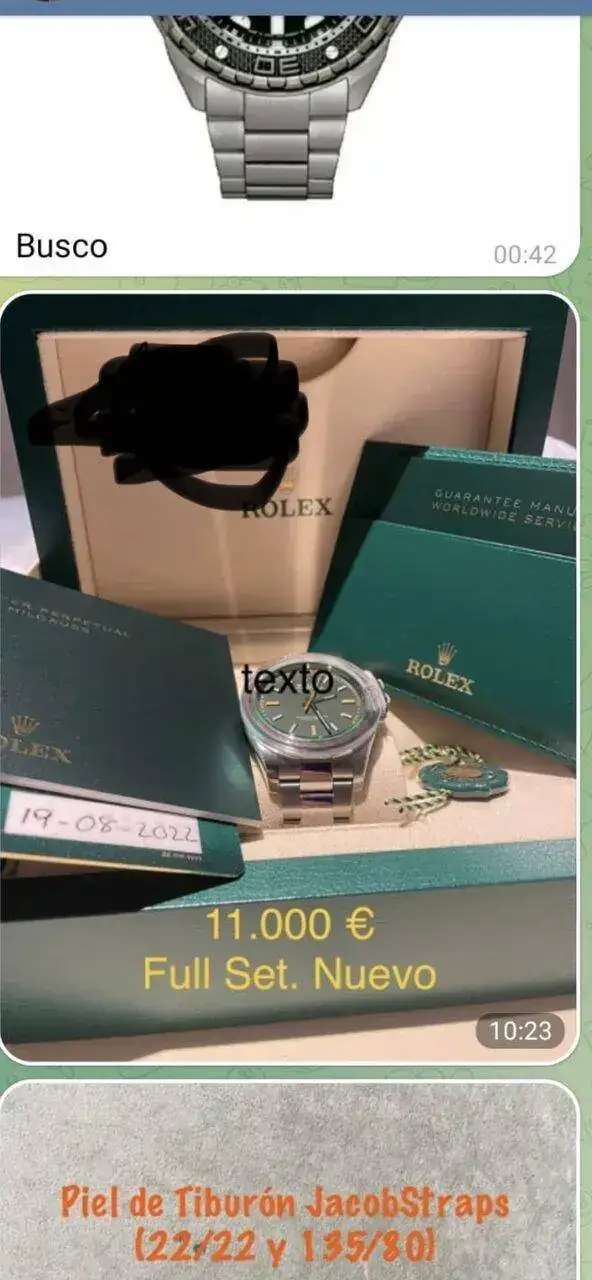 Busco
00:42
ROLEX
GUARANTEE MANU
WORLDWIDE SERVI
ER PERPETUAL
MILGAUSS
ROLEX
texto
OLEX
19-08-2022
11.000 €
Full Set. Nuevo
10:23
Piel de Tiburón JacobStraps
(22/22 y 135/80)